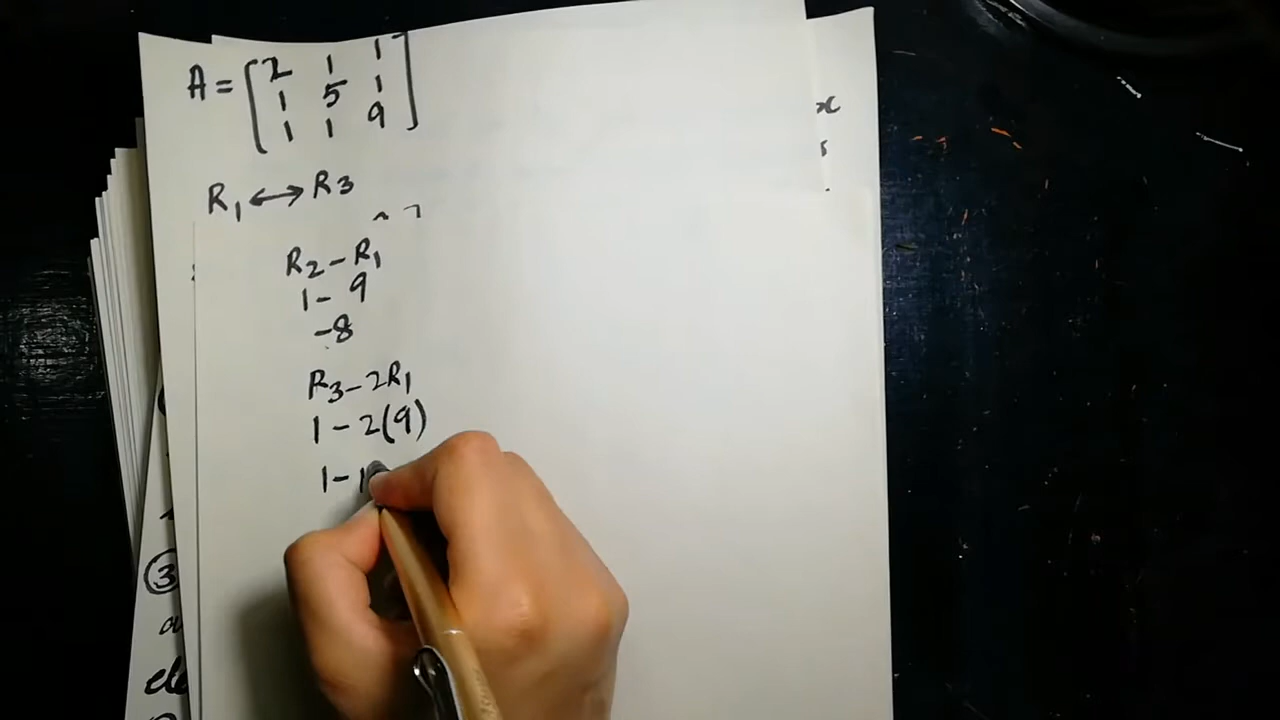 A = [2 1 1
1 5 1
1 1 9]
R1 ↔ R3
R2 - R1
1 - 9
-8
R3 - 2R1
1 - 2(9)
1 - 1
3